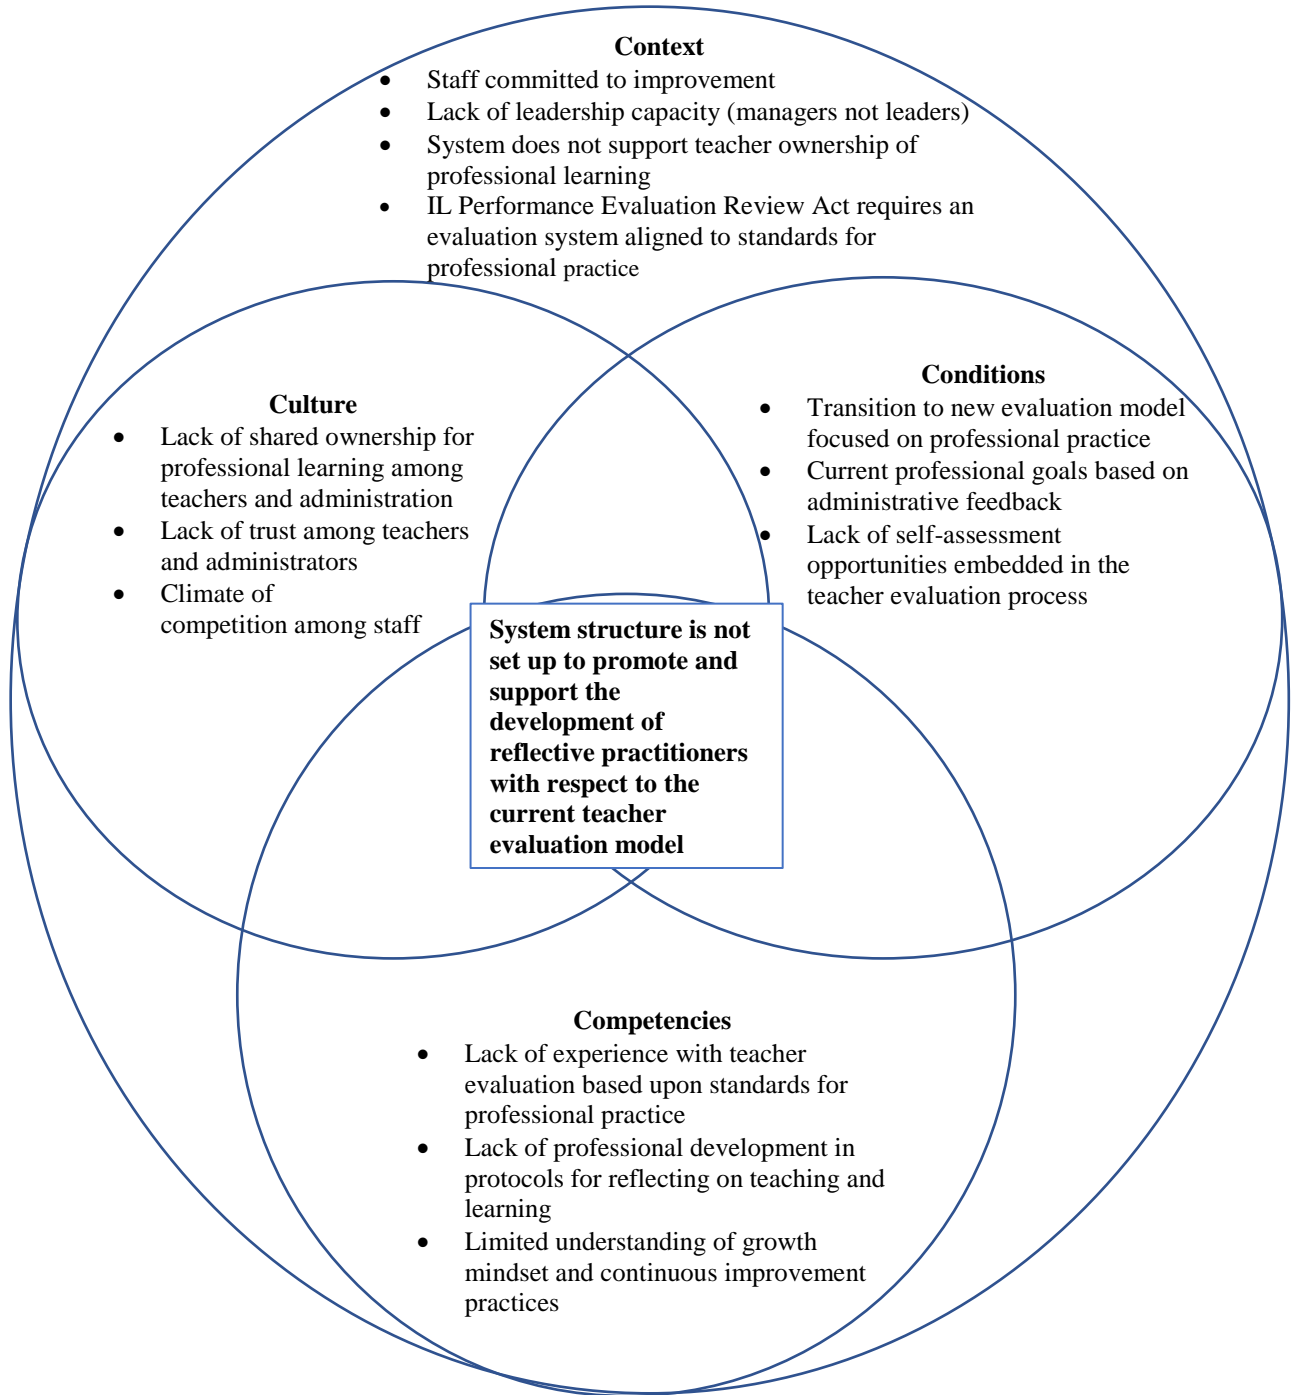 Context
• Staff committed to improvement
• Lack of leadership capacity (managers not leaders)
• System does not support teacher ownership of
professional learning
• IL Performance Evaluation Review Act requires an
evaluation system aligned to standards for
professional practice
Culture
• Lack of shared ownership for
professional learning among
teachers and administration
• Lack of trust among teachers
and administrators
• Climate of
competition among staff
Conditions
• Transition to new evaluation model
focused on professional practice
• Current professional goals based on
administrative feedback
• Lack of self-assessment
opportunities embedded in the
teacher evaluation process
System structure is not
set up to promote and
support the
development of
reflective practitioners
with respect to the
current teacher
evaluation model
Competencies
• Lack of experience with teacher
evaluation based upon standards for
professional practice
• Lack of professional development in
protocols for reflecting on teaching and
learning
• Limited understanding of growth
mindset and continuous improvement
practices